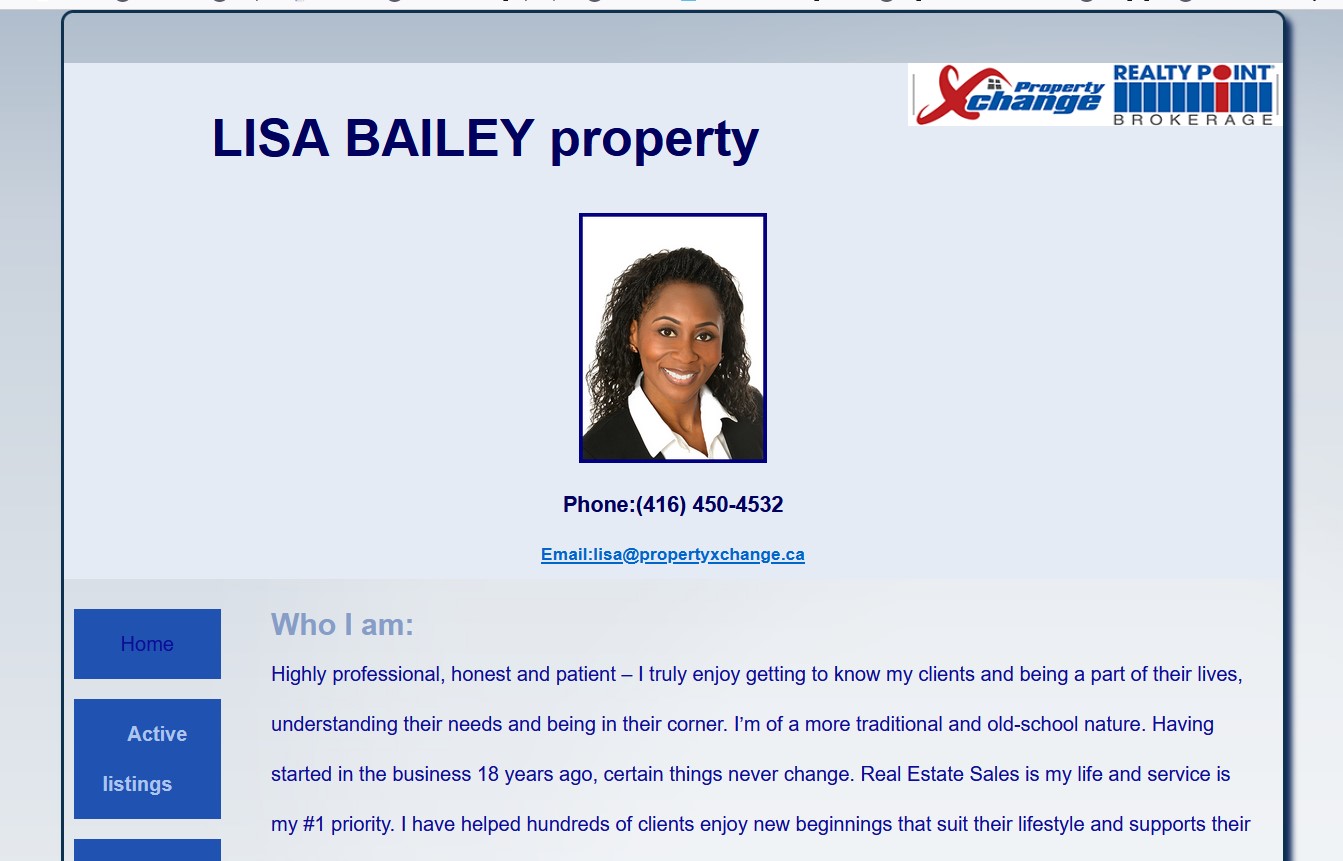 Property
Xchange
REALTY POINT
BROKERAGE
LISA BAILEY property
Phone:(416) 450-4532
Email:lisa@propertyxchange.ca
Home
Active
listings
Who I am:
Highly professional, honest and patient – I truly enjoy getting to know my clients and being a part of their lives,
understanding their needs and being in their corner. I’m of a more traditional and old-school nature. Having
started in the business 18 years ago, certain things never change. Real Estate Sales is my life and service is
my #1 priority. I have helped hundreds of clients enjoy new beginnings that suit their lifestyle and supports their